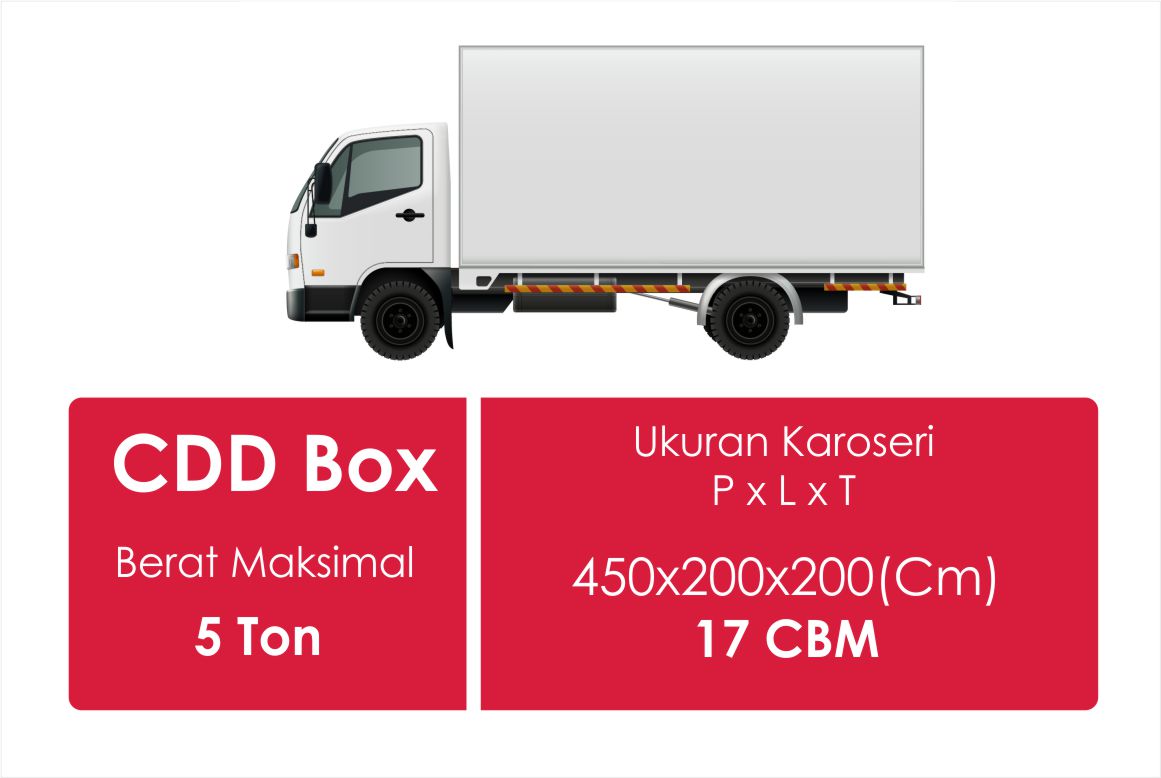 CDD Box
Berat Maksimal
5 Ton
Ukuran Karoseri
P x L x T
450x200x200(Cm)
17 CBM